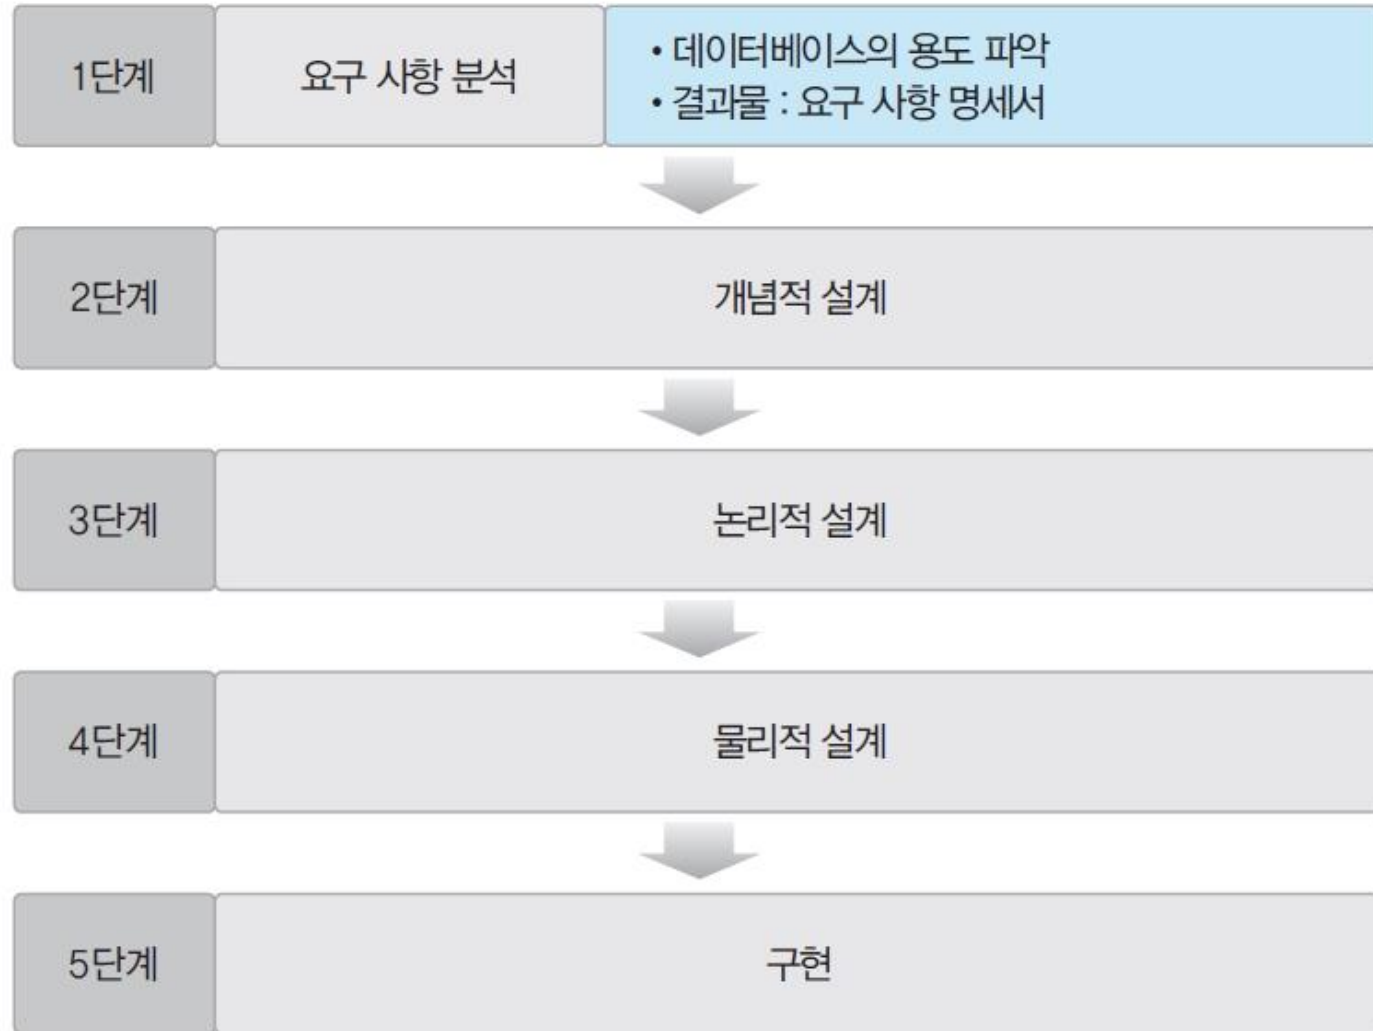 1단계
요구 사항 분석
• 데이터베이스의 용도 파악
• 결과물 : 요구 사항 명세서
2단계
개념적 설계
3단계
논리적 설계
4단계
물리적 설계
5단계
구현